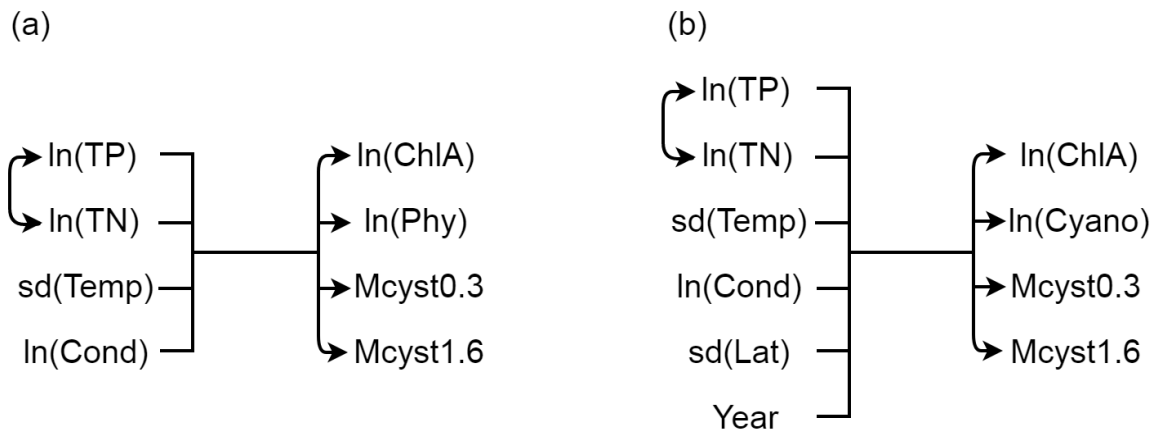 (a)
ln(TP)
ln(TN)
sd(Temp)
ln(Cond)
ln(ChlA)
ln(Phy)
Mcyst0.3
Mcyst1.6
(b)
ln(TP)
ln(TN)
sd(Temp)
ln(Cond)
sd(Lat)
Year
ln(ChlA)
ln(Cyano)
Mcyst0.3
Mcyst1.6